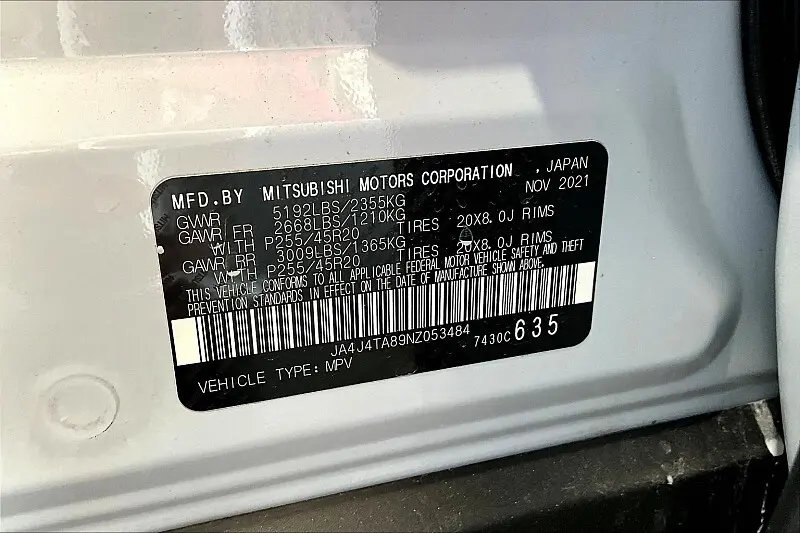 MFD.BY MITSUBISHI MOTORS CORPORATION , JAPAN
NOV 2021
GWWR 5192LBS/2355KG
GAWR FR 2668LBS/1210KG
WITH P255/45R20 TIRES 20X8.0J RIMS
GAWR RR 3009LBS/1365KG
WITH P255/45R20 TIRES 20X8.0J RIMS
THIS VEHICLE CONFORMS TO ALL APPLICABLE FEDERAL MOTOR VEHICLE SAFETY AND THEFT
PREVENTION STANDARDS IN EFFECT ON THE DATE OF MANUFACTURE SHOWN ABOVE.
JA4J4TA89NZ053484 7430C 635
VEHICLE TYPE: MPV